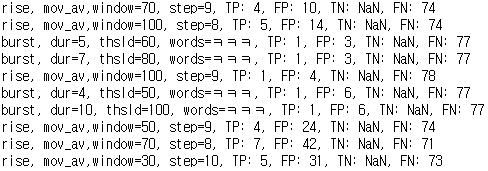 rise, mov_av,window=70, step=9, TP: 4, FP: 10, TN: NaN, FN: 74
rise, mov_av,window=100, step=8, TP: 5, FP: 14, TN: NaN, FN: 74
burst, dur=5, thsld=60, words=ㅋㅋㅋ, TP: 1, FP: 3, TN: NaN, FN: 77
burst, dur=7, thsld=80, words=ㅋㅋㅋ, TP: 1, FP: 3, TN: NaN, FN: 77
rise, mov_av,window=100, step=9, TP: 1, FP: 4, TN: NaN, FN: 78
burst, dur=4, thsld=50, words=ㅋㅋㅋ, TP: 1, FP: 6, TN: NaN, FN: 77
burst, dur=10, thsld=100, words=ㅋㅋㅋ, TP: 1, FP: 6, TN: NaN, FN: 77
rise, mov_av,window=50, step=9, TP: 4, FP: 24, TN: NaN, FN: 74
rise, mov_av,window=70, step=8, TP: 7, FP: 42, TN: NaN, FN: 71
rise, mov_av,window=30, step=10, TP: 5, FP: 31, TN: NaN, FN: 73